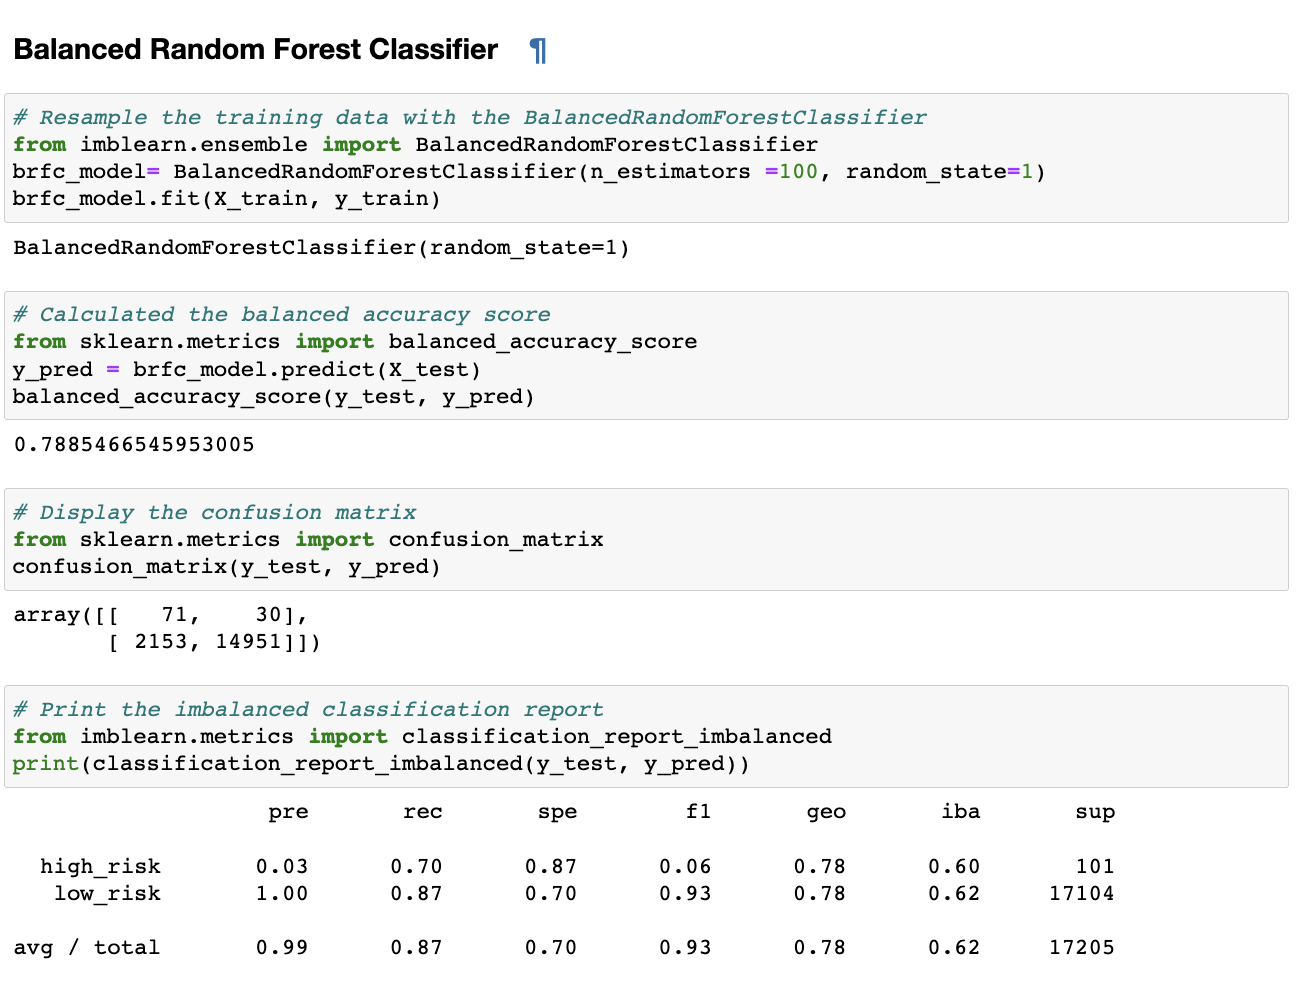 Balanced Random Forest Classifier ¶
# Resample the training data with the BalancedRandomForestClassifier
from imblearn.ensemble import BalancedRandomForestClassifier
brfc_model= BalancedRandomForestClassifier(n_estimators =100, random_state=1)
brfc_model.fit(X_train, y_train)
BalancedRandomForestClassifier(random_state=1)
# Calculated the balanced accuracy score
from sklearn.metrics import balanced_accuracy_score
y_pred = brfc_model.predict(X_test)
balanced_accuracy_score(y_test, y_pred)
0.7885466545953005
# Display the confusion matrix
from sklearn.metrics import confusion_matrix
confusion_matrix(y_test, y_pred)
array([[   71,    30],
       [ 2153, 14951]])
# Print the imbalanced classification report
from imblearn.metrics import classification_report_imbalanced
print(classification_report_imbalanced(y_test, y_pred))
                   pre       rec       spe        f1       geo       iba       sup
  high_risk       0.03      0.70      0.87      0.06      0.78      0.60       101
   low_risk       1.00      0.87      0.70      0.93      0.78      0.62     17104
avg / total       0.99      0.87      0.70      0.93      0.78      0.62     17205